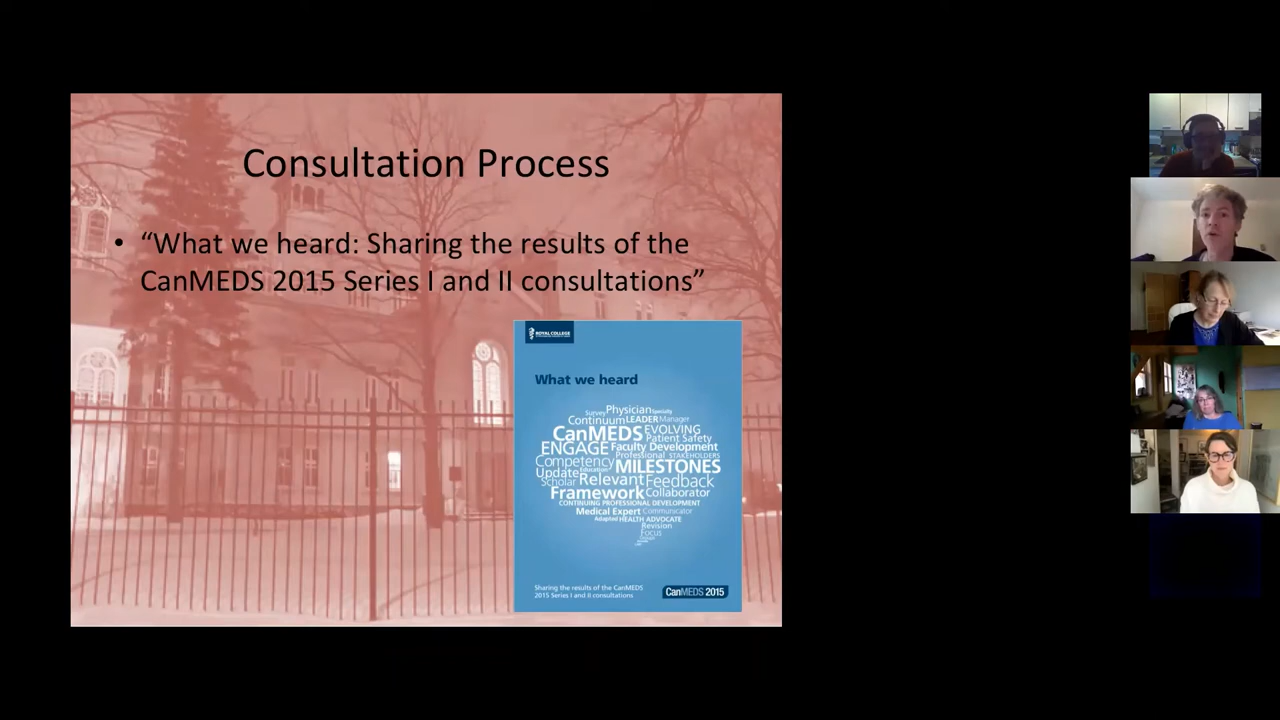 Consultation Process
• “What we heard: Sharing the results of the
CanMEDS 2015 Series I and II consultations”
ROYAL COLLEGE
What we heard
Survey Physician Specialty
Continuum LEADER Manager
CanMEDS EVOLVING
Patient Safety
ENGAGE Faculty Development
Professional STAKEHOLDERS
Competency MILESTONES
Update Education
Scholar Relevant Feedback
Framework Collaborator
CONTINUING PROFESSIONAL DEVELOPMENT
Medical Expert Communicator
Adapted HEALTH ADVOCATE
Revision
Focus
Sharing the results of the CanMEDS
2015 Series I and II consultations
CanMEDS 2015